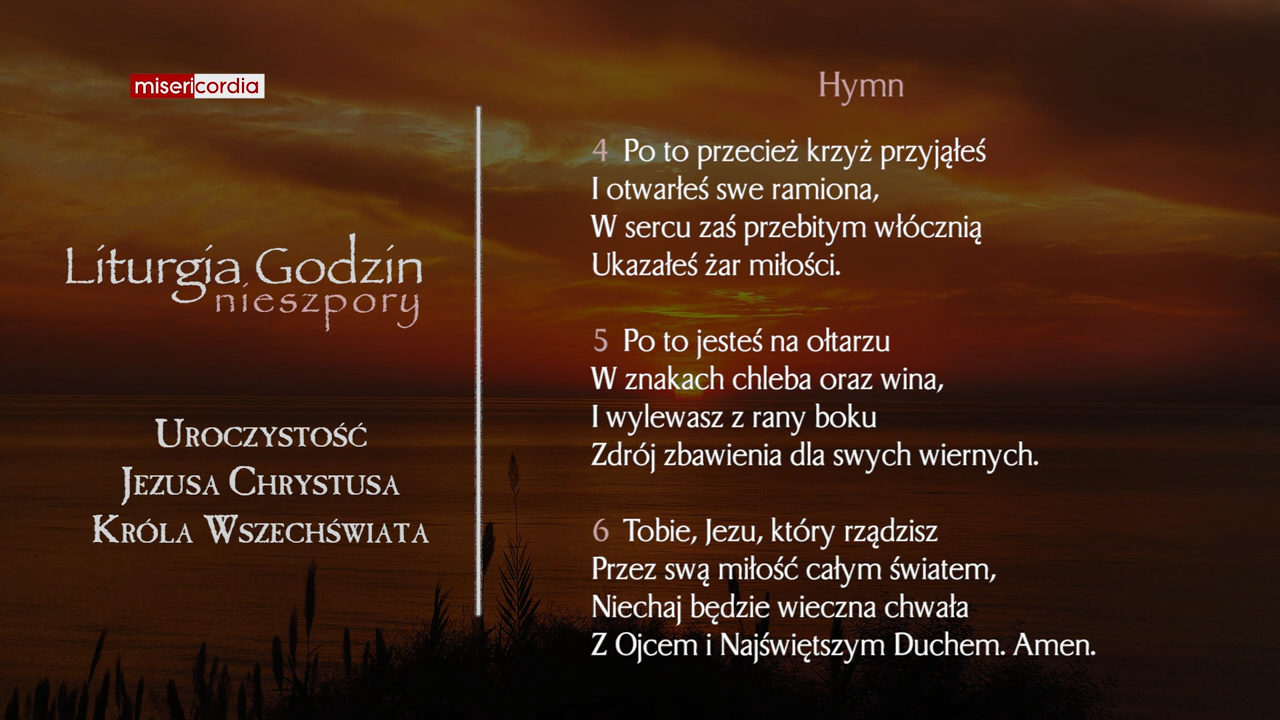 misericordia
Liturgia Godzin
nieszpory
Uroczystość
Jezusa Chrystusa
Króla Wszechświata
Hymn
4 Po to przecież krzyż przyjąłeś
I otwarłeś swe ramiona,
W sercu zaś przebitym włócznią
Ukazałeś żar miłości.
5 Po to jesteś na ołtarzu
W znakach chleba oraz wina,
I wylewasz z rany boku
Zdrój zbawienia dla swych wiernych.
6 Tobie, Jezu, który rządzisz
Przez swą miłość całym światem,
Niechaj będzie wieczna chwała
Z Ojcem i Najświętszym Duchem. Amen.